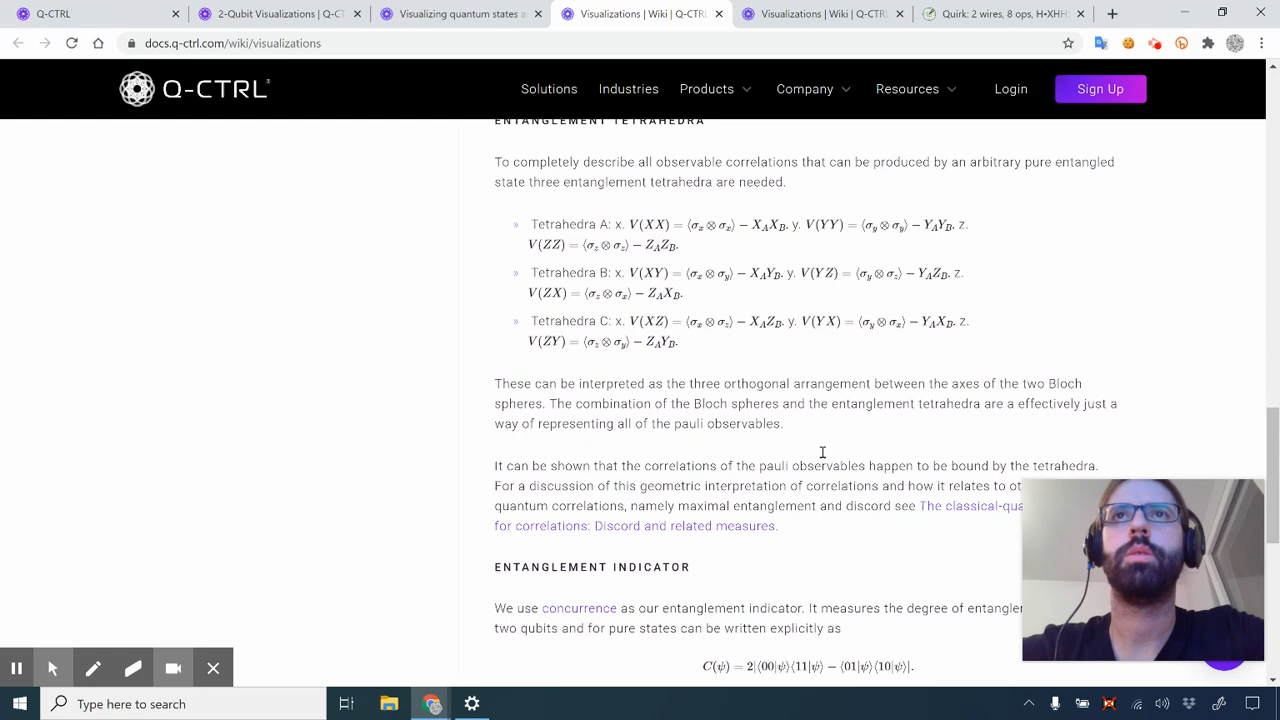 Q-CTRL
2-Qubit Visualizations | Q-CT
Visualizing quantum states a
Visualizations | Wiki | Q-CTRL
Visualizations | Wiki | Q-CTRL
Quirk: 2 wires, 8 ops, H•XHH
docs.q-ctrl.com/wiki/visualizations
Q-CTRL
Solutions
Industries
Products
Company
Resources
Login
Sign Up
ENTANGLEMENT TETRAHEDRA
To completely describe all observable correlations that can be produced by an arbitrary pure entangled
state three entanglement tetrahedra are needed.
» Tetrahedra A: x. V(XX) = ⟨σx ⊗ σx⟩ − XAXB. y. V(YY) = ⟨σy ⊗ σy⟩ − YAYB. z.
V(ZZ) = ⟨σz ⊗ σz⟩ − ZAZB.
» Tetrahedra B: x. V(XY) = ⟨σx ⊗ σy⟩ − XAYB. y. V(YZ) = ⟨σy ⊗ σz⟩ − YAZB. z.
V(ZX) = ⟨σz ⊗ σx⟩ − ZAXB.
» Tetrahedra C: x. V(XZ) = ⟨σx ⊗ σz⟩ − XAZB. y. V(YX) = ⟨σy ⊗ σx⟩ − YAXB. z.
V(ZY) = ⟨σz ⊗ σy⟩ − ZAYB.
These can be interpreted as the three orthogonal arrangement between the axes of the two Bloch
spheres. The combination of the Bloch spheres and the entanglement tetrahedra are a effectively just a
way of representing all of the pauli observables.
It can be shown that the correlations of the pauli observables happen to be bound by the tetrahedra.
For a discussion of this geometric interpretation of correlations and how it relates to
quantum correlations, namely maximal entanglement and discord see The
for correlations: Discord and related measures.
ENTANGLEMENT INDICATOR
We use concurrence as our entanglement indicator. It measures the degree of
two qubits and for pure states can be written explicitly as
C(ψ) = 2|⟨00|ψ⟩⟨11|ψ⟩ − ⟨01|ψ⟩⟨10|ψ⟩|.
Type here to search